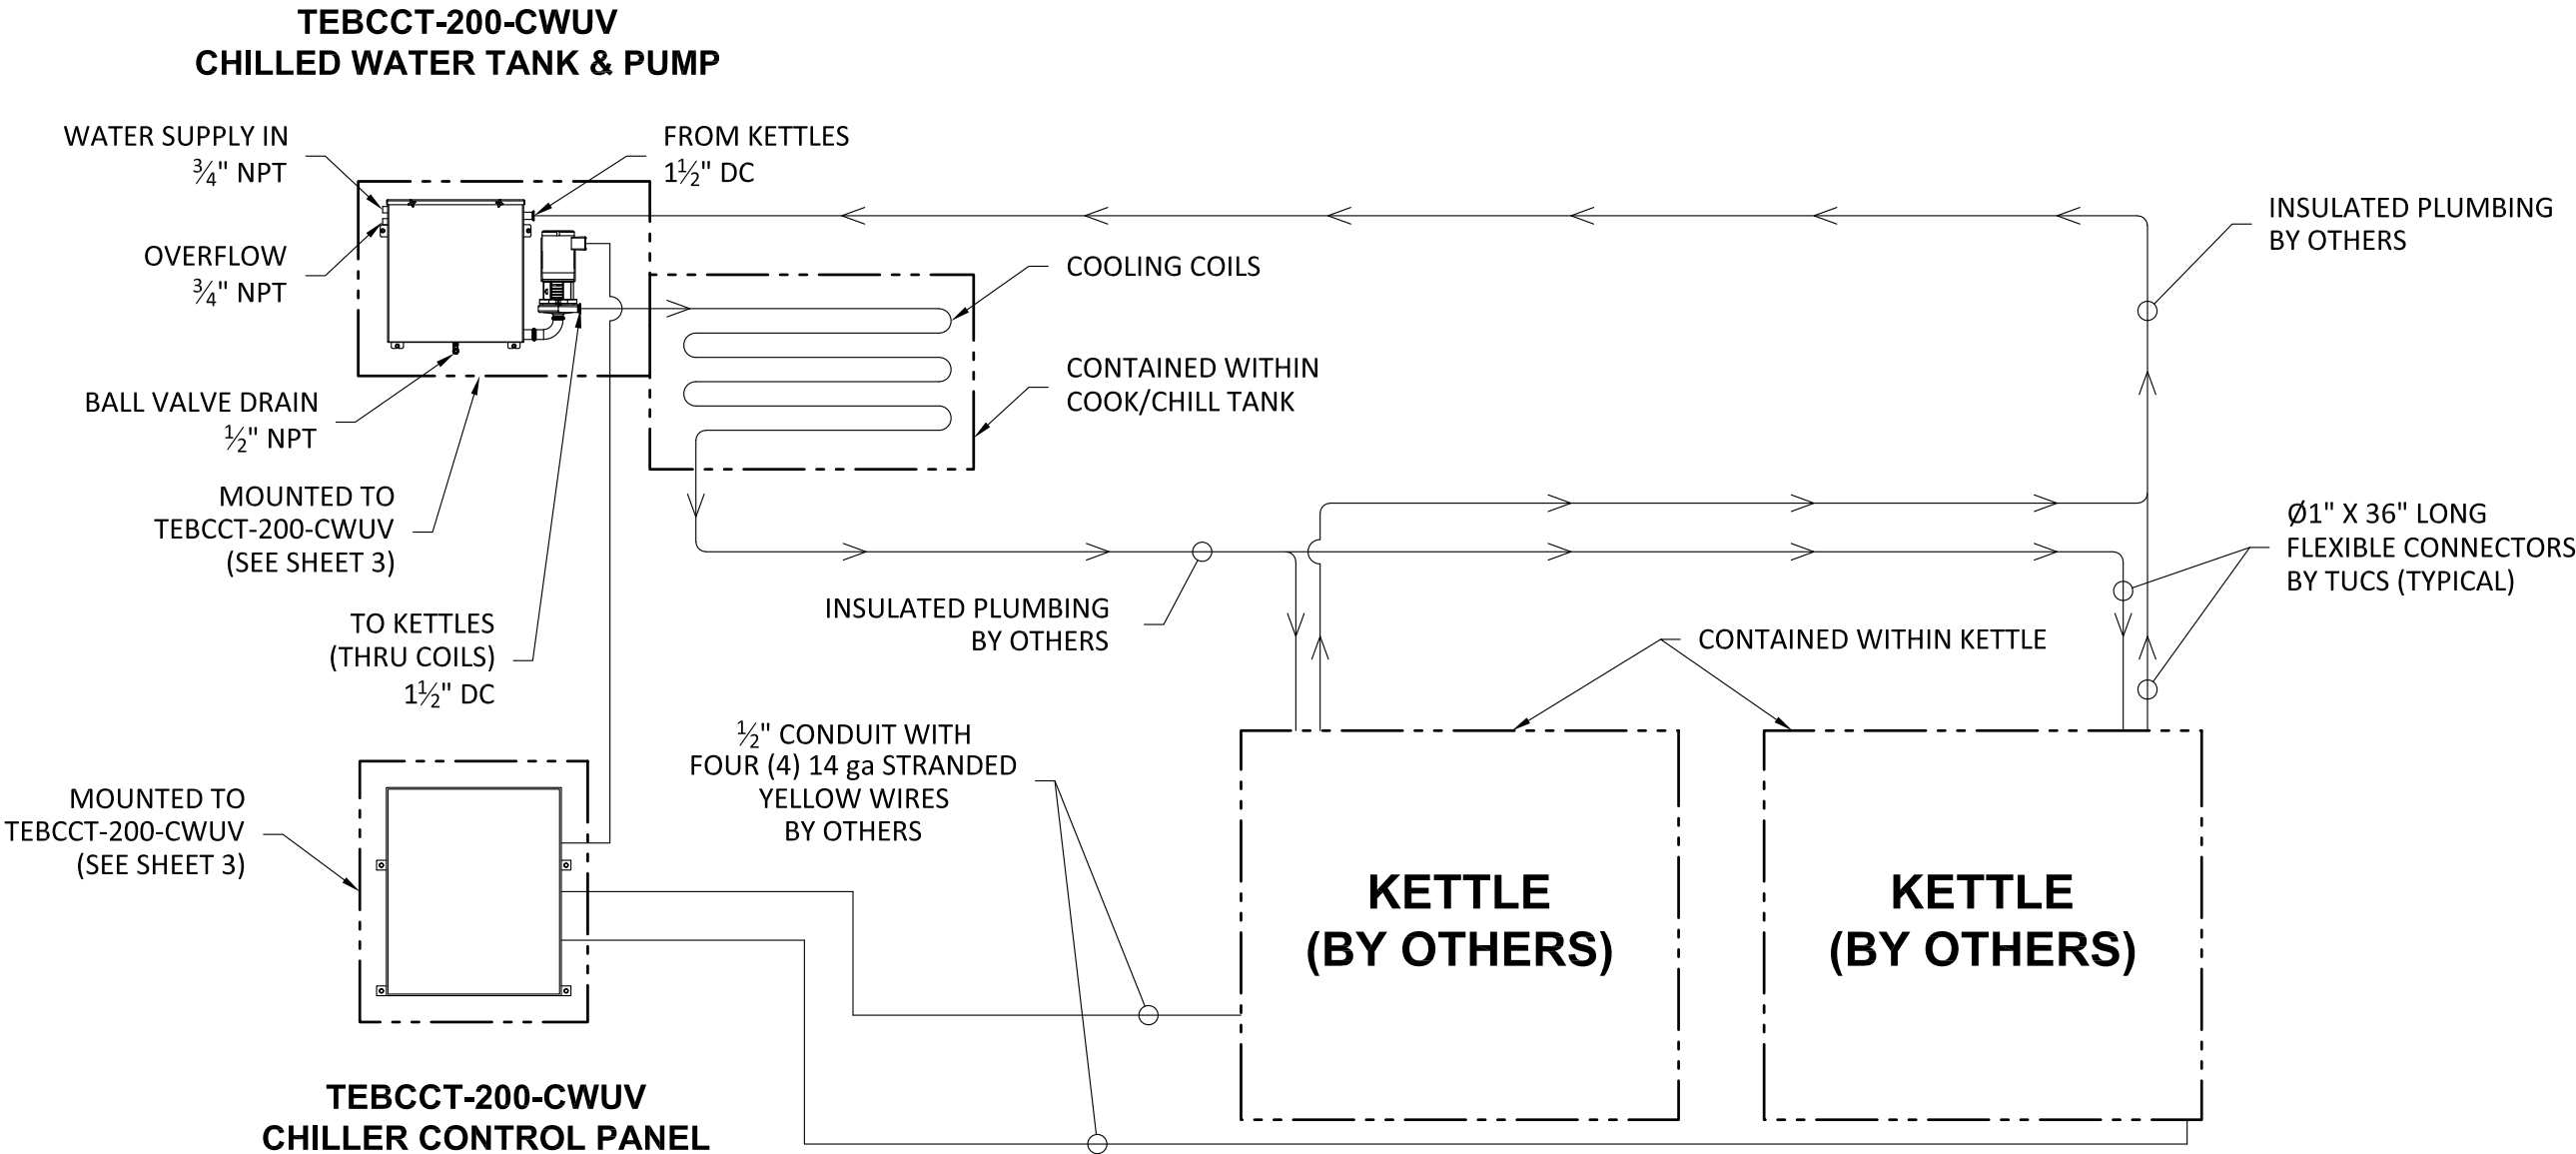 TEBCCT-200-CWUV
CHILLED WATER TANK & PUMP
WATER SUPPLY IN
¾" NPT
FROM KETTLES
1½" DC
OVERFLOW
¾" NPT
COOLING COILS
INSULATED PLUMBING
BY OTHERS
CONTAINED WITHIN
COOK/CHILL TANK
BALL VALVE DRAIN
½" NPT
MOUNTED TO
TEBCCT-200-CWUV
(SEE SHEET 3)
Ø1" X 36" LONG
FLEXIBLE CONNECTORS
BY TUCS (TYPICAL)
TO KETTLES
(THRU COILS)
1½" DC
INSULATED PLUMBING
BY OTHERS
CONTAINED WITHIN KETTLE
½" CONDUIT WITH
FOUR (4) 14 ga STRANDED
YELLOW WIRES
BY OTHERS
MOUNTED TO
TEBCCT-200-CWUV
(SEE SHEET 3)
KETTLE
(BY OTHERS)
KETTLE
(BY OTHERS)
TEBCCT-200-CWUV
CHILLER CONTROL PANEL